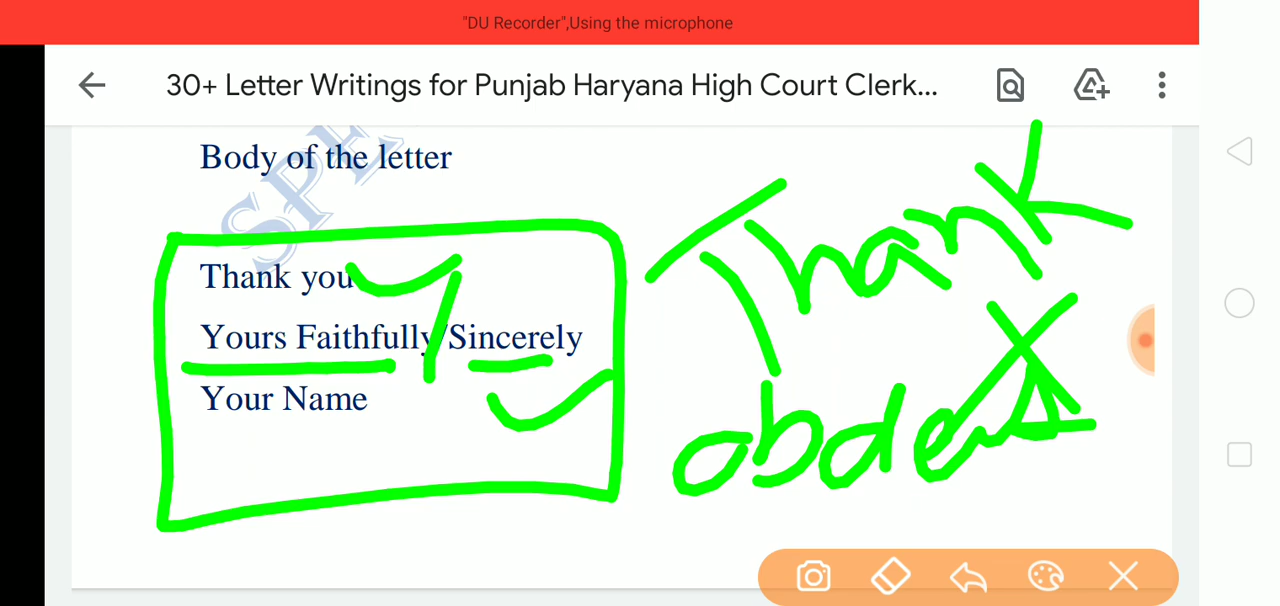 "DU Recorder",Using the microphone
30+ Letter Writings for Punjab Haryana High Court Clerk...
SPE
Body of the letter
Thank you
Yours Faithfully/Sincerely
Your Name
Thank